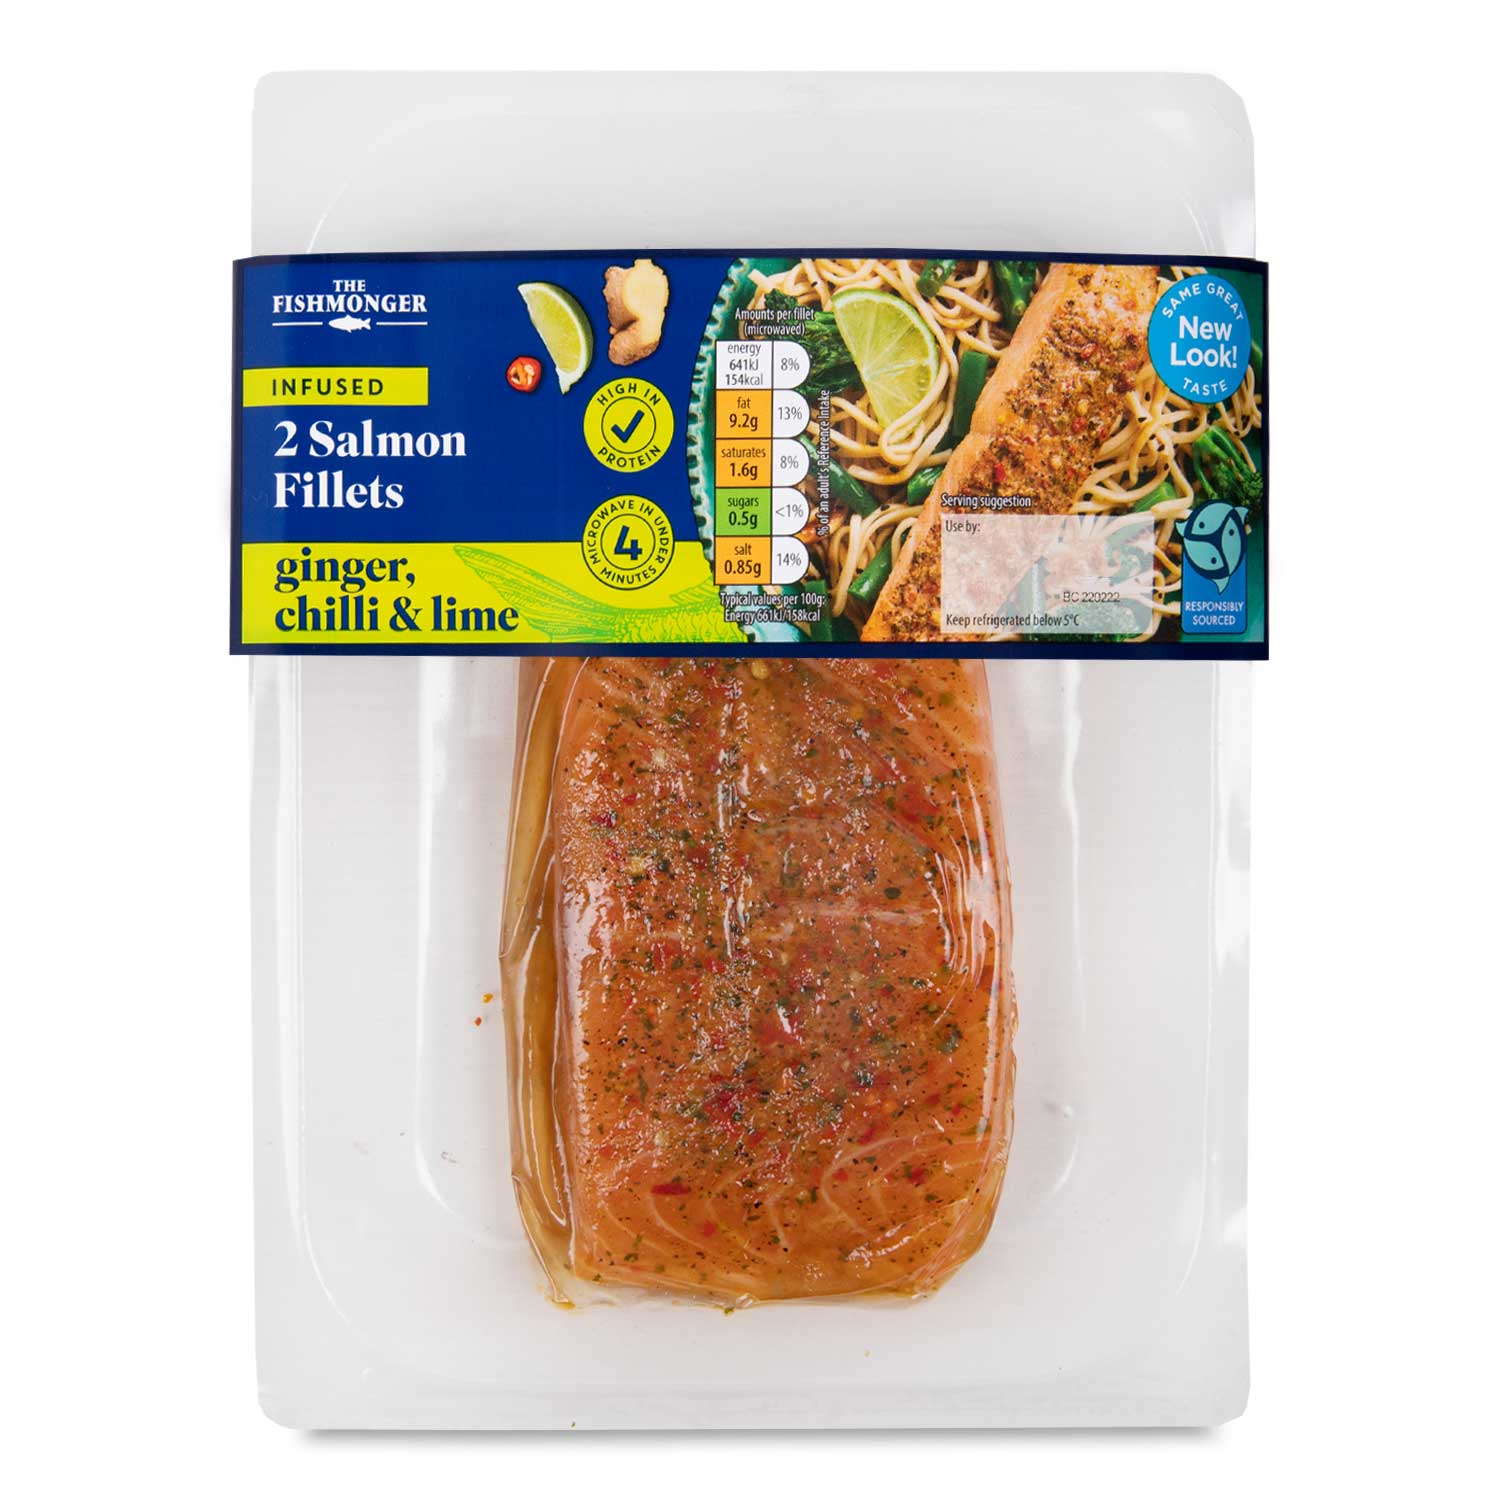 THE
FISHMONGER
INFUSED
2 Salmon
Fillets
ginger,
chilli & lime
HIGH IN
PROTEIN
MICROWAVE IN UNDER
4
MINUTES
Amounts per fillet
(microwaved)
energy
641kJ
154kcal
8%
fat
9.2g
13%
saturates
1.6g
8%
sugars
0.5g
<1%
salt
0.85g
14%
% of an adult's Reference Intake
Typical values per 100g:
Energy 661kJ/158kcal
SAME GREAT
New
Look!
TASTE
Serving suggestion
Use by:
BC 220222
Keep refrigerated below 5°C
RESPONSIBLY
SOURCED